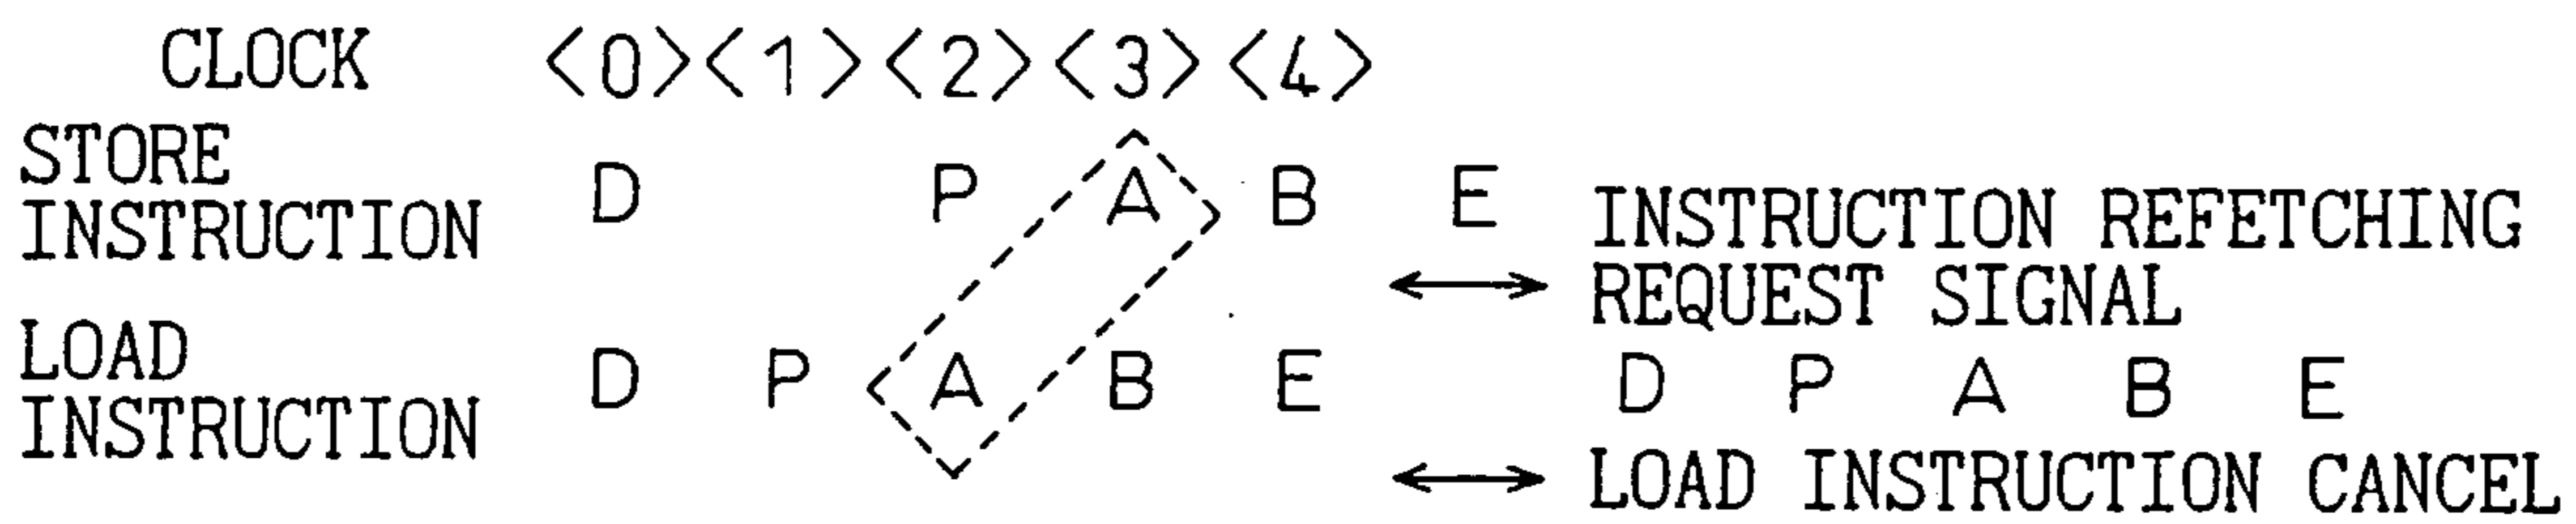 CLOCK <0><1><2><3><4>
STORE
INSTRUCTION D P A B E
INSTRUCTION REFETCHING
REQUEST SIGNAL
LOAD
INSTRUCTION D P A B E D P A B E
LOAD INSTRUCTION CANCEL